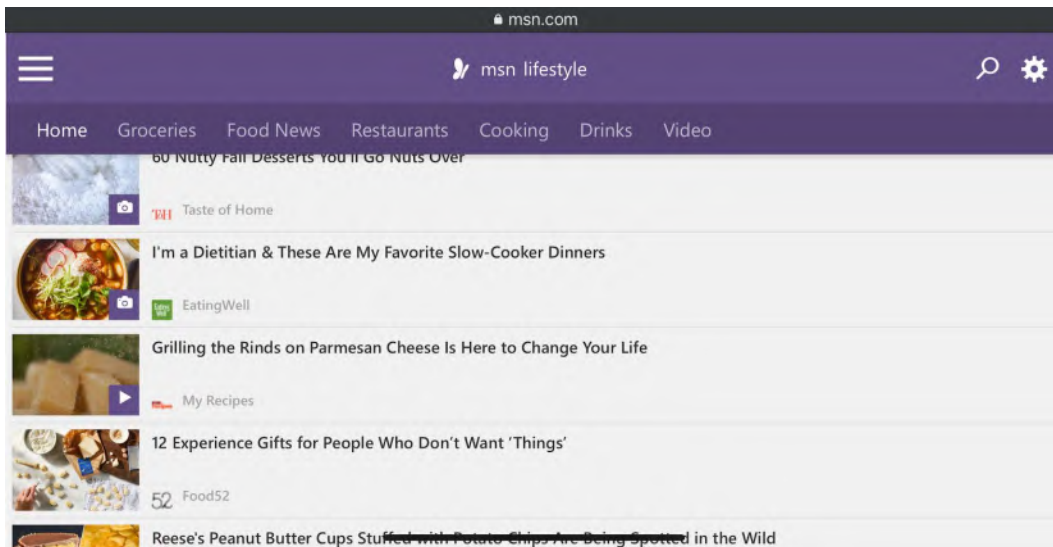 msn.com
msn lifestyle
Home Groceries Food News Restaurants Cooking Drinks Video
60 Nutty Fall Desserts You'll Go Nuts Over
TOH Taste of Home
I'm a Dietitian & These Are My Favorite Slow-Cooker Dinners
Eating Well EatingWell
Grilling the Rinds on Parmesan Cheese Is Here to Change Your Life
My Recipes
12 Experience Gifts for People Who Don't Want 'Things'
52 Food52
Reese's Peanut Butter Cups Stuffed with Potato Chips Are Being Spotted in the Wild